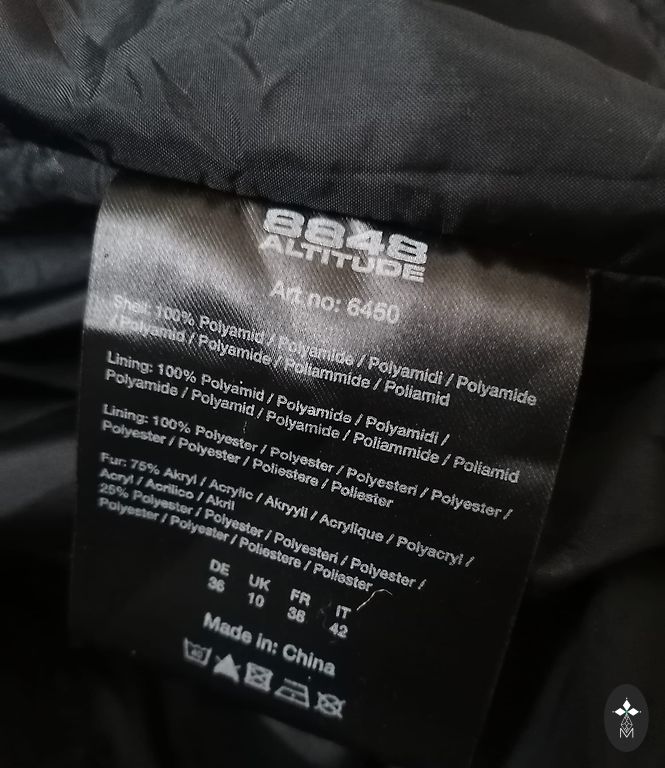 8848
ALTITUDE
Art no: 6450
Shell: 100% Polyamid / Polyamide / Polyamidi / Polyamide
/ Polyamid / Polyamide / Poliammide / Poliamid
Lining: 100% Polyamid / Polyamide / Polyamidi /
Polyamide / Polyamid / Polyamide / Poliammide / Poliamid
Lining: 100% Polyester / Polyester / Polyesteri / Polyester /
Polyester / Polyester / Poliestere / Poliester
Fur: 75% Akryl / Acrylic / Akryyli / Acrylique / Polyacryl /
Acryl / Acrilico / Akril
25% Polyester / Polyester / Polyesteri / Polyester /
Polyester / Polyester / Poliestere / Poliester
DE UK FR IT
36 10 38 42
Made in: China
M